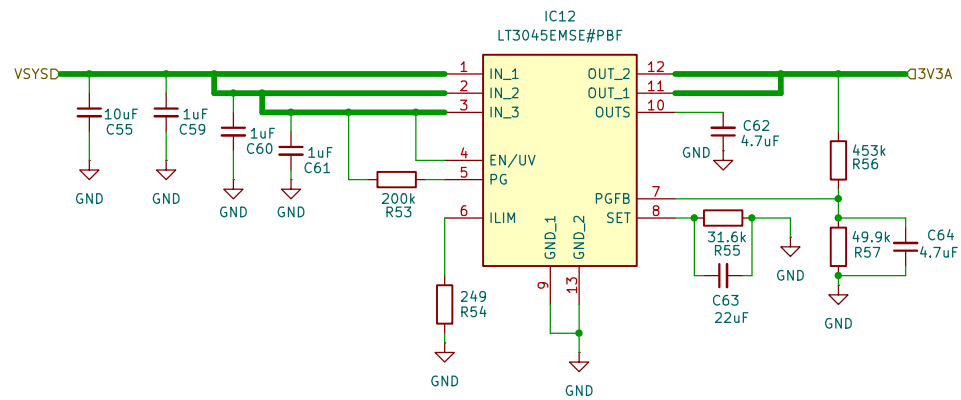 IC12
LT3045EMSE#PBF
VSYS
3V3A
1
IN_1
OUT_2
12
2
IN_2
OUT_1
11
3
IN_3
OUTS
10
10uF
C55
1uF
C59
1uF
C60
1uF
C61
C62
4.7uF
GND
4
EN/UV
5
PG
453k
R56
200k
R53
PGFB
7
6
ILIM
SET
8
GND
GND
GND
GND
GND_1
GND_2
9
13
31.6k
R55
49.9k
R57
C64
4.7uF
GND
C63
22uF
249
R54
GND
GND
GND